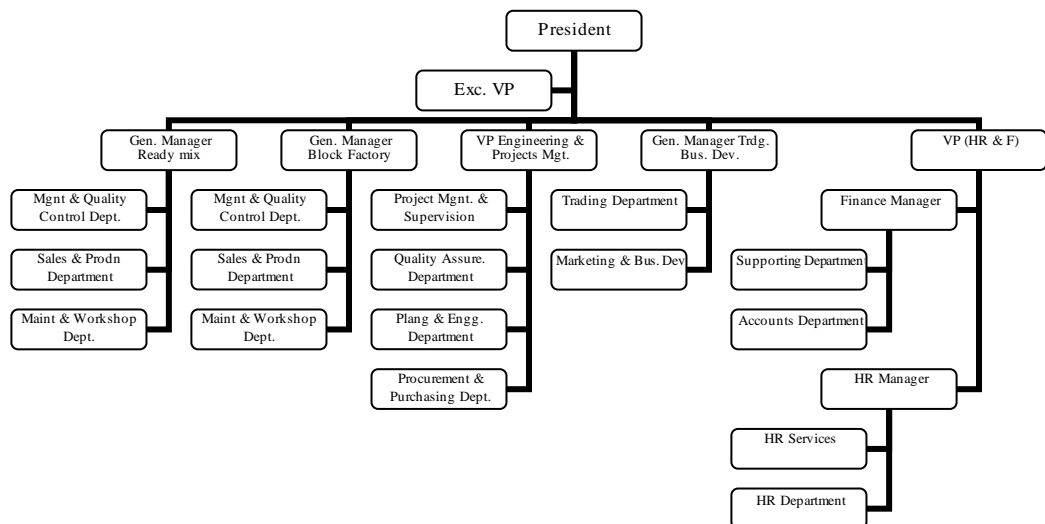 President
Exc. VP
Gen. Manager
Ready mix
Gen. Manager
Block Factory
VP Engineering &
Projects Mgt.
Gen. Manager Trdg.
Bus. Dev.
VP (HR & F)
Mgnt & Quality
Control Dept.
Sales & Prodn
Department
Maint & Workshop
Dept.
Mgnt & Quality
Control Dept.
Sales & Prodn
Department
Maint & Workshop
Dept.
Project Mgnt. &
Supervision
Quality Assure.
Department
Plang & Engg.
Department
Procurement &
Purchasing Dept.
Trading Department
Marketing & Bus. Dev
Finance Manager
Supporting Department
Accounts Department
HR Manager
HR Services
HR Department